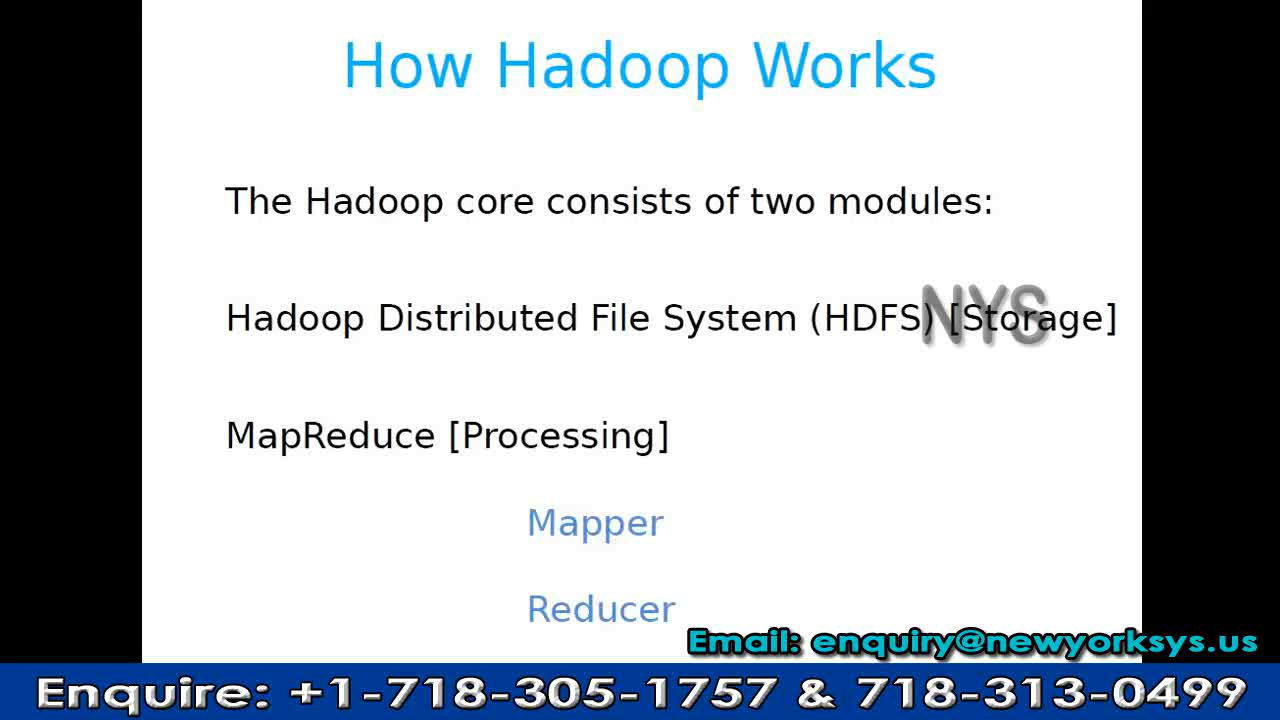 How Hadoop Works
The Hadoop core consists of two modules:
Hadoop Distributed File System (HDFS) [Storage]
NYS
MapReduce [Processing]
Mapper
Reducer
Email: enquiry@newyorksys.us
Enquire: +1-718-305-1757 & 718-313-0499